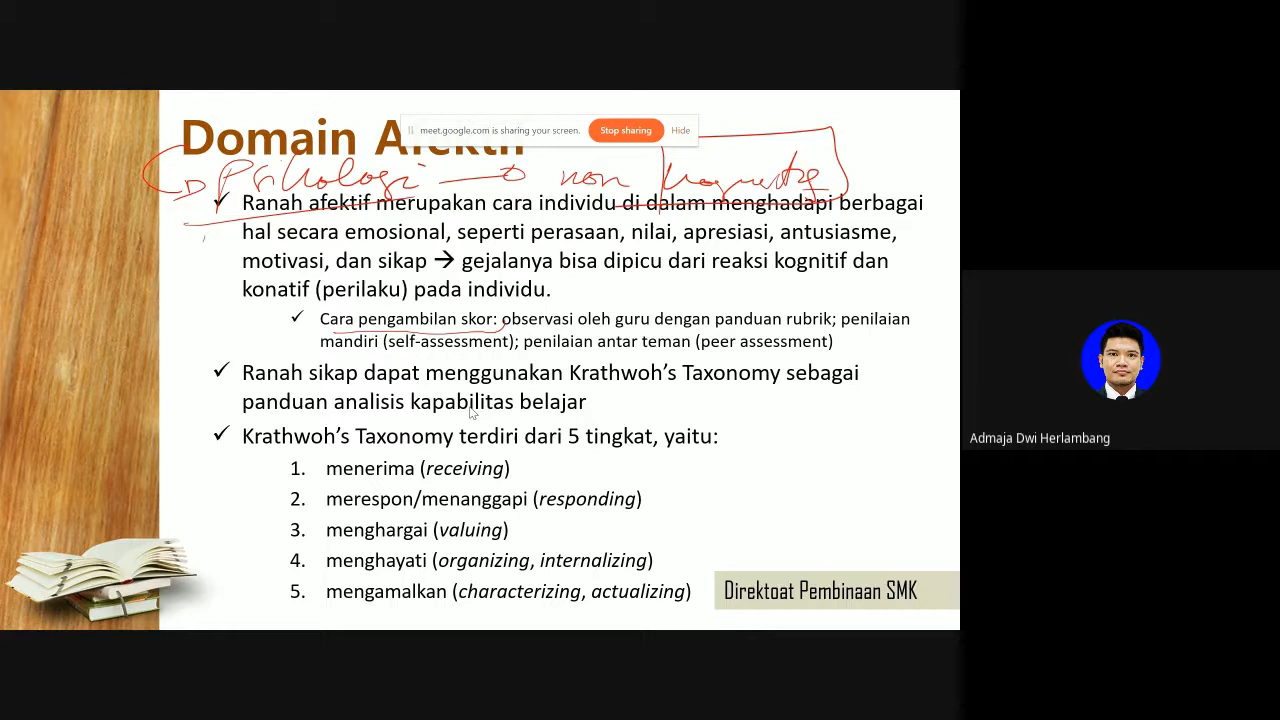 Domain Afektif
meet.google.com is sharing your screen. Stop sharing Hide
Psikologi → non kognitif
✓ Ranah afektif merupakan cara individu di dalam menghadapi berbagai
hal secara emosional, seperti perasaan, nilai, apresiasi, antusiasme,
motivasi, dan sikap → gejalanya bisa dipicu dari reaksi kognitif dan
konatif (perilaku) pada individu.
✓ Cara pengambilan skor: observasi oleh guru dengan panduan rubrik; penilaian
mandiri (self-assessment); penilaian antar teman (peer assessment)
✓ Ranah sikap dapat menggunakan Krathwoh's Taxonomy sebagai
panduan analisis kapabilitas belajar
✓ Krathwoh's Taxonomy terdiri dari 5 tingkat, yaitu:
1. menerima (receiving)
2. merespon/menanggapi (responding)
3. menghargai (valuing)
4. menghayati (organizing, internalizing)
5. mengamalkan (characterizing, actualizing)
Direktoat Pembinaan SMK
Admaja Dwi Herlambang